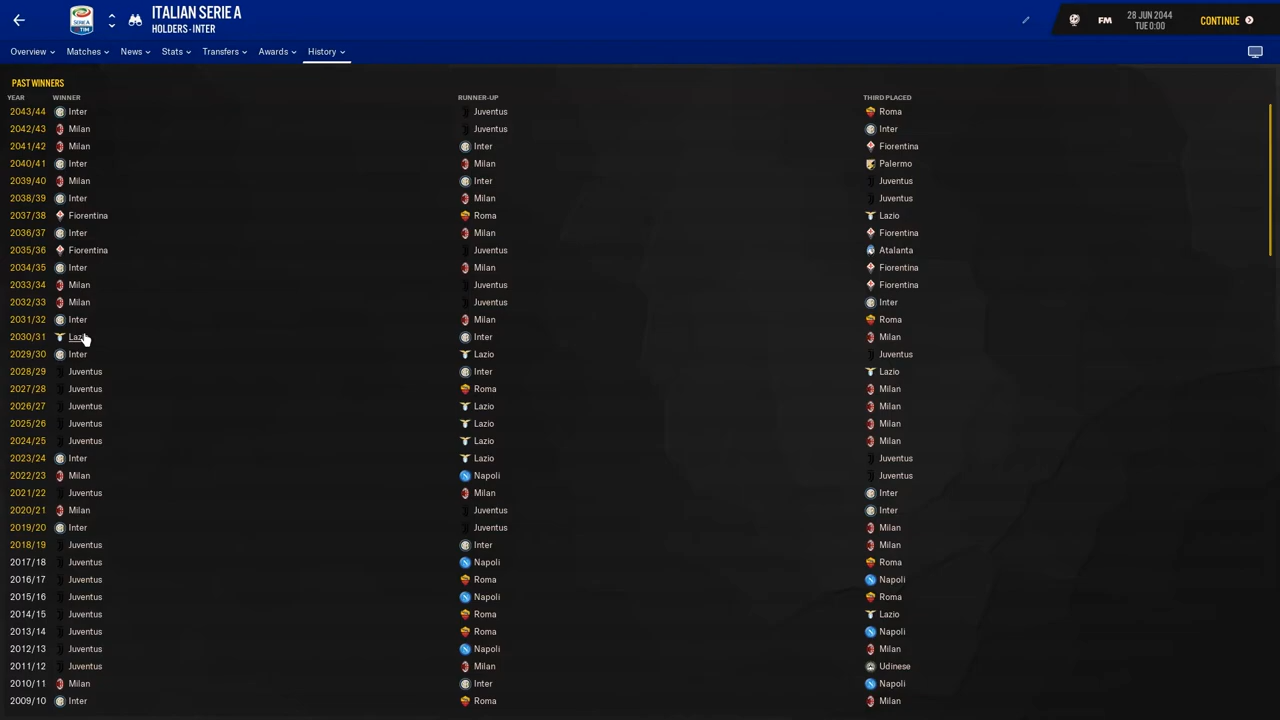 ITALIAN SERIE A
HOLDERS - INTER
SERIE A
TIM
FM
28 JUN 2044
TUE 0:00
CONTINUE
Overview Matches News Stats Transfers Awards History
PAST WINNERS
YEAR WINNER RUNNER-UP THIRD PLACED
2043/44 Inter Juventus Roma
2042/43 Milan Juventus Inter
2041/42 Milan Inter Fiorentina
2040/41 Inter Milan Palermo
2039/40 Milan Inter Juventus
2038/39 Inter Milan Juventus
2037/38 Fiorentina Roma Lazio
2036/37 Inter Milan Fiorentina
2035/36 Fiorentina Juventus Atalanta
2034/35 Inter Milan Fiorentina
2033/34 Milan Juventus Fiorentina
2032/33 Milan Juventus Inter
2031/32 Inter Milan Roma
2030/31 Lazio Inter Milan
2029/30 Inter Lazio Juventus
2028/29 Juventus Inter Lazio
2027/28 Juventus Roma Milan
2026/27 Juventus Lazio Milan
2025/26 Juventus Lazio Milan
2024/25 Juventus Lazio Milan
2023/24 Inter Lazio Juventus
2022/23 Milan Napoli Juventus
2021/22 Juventus Milan Inter
2020/21 Milan Juventus Inter
2019/20 Inter Juventus Milan
2018/19 Juventus Inter Milan
2017/18 Juventus Napoli Roma
2016/17 Juventus Roma Napoli
2015/16 Juventus Napoli Roma
2014/15 Juventus Roma Lazio
2013/14 Juventus Roma Napoli
2012/13 Juventus Napoli Milan
2011/12 Juventus Milan Udinese
2010/11 Milan Inter Napoli
2009/10 Inter Roma Milan